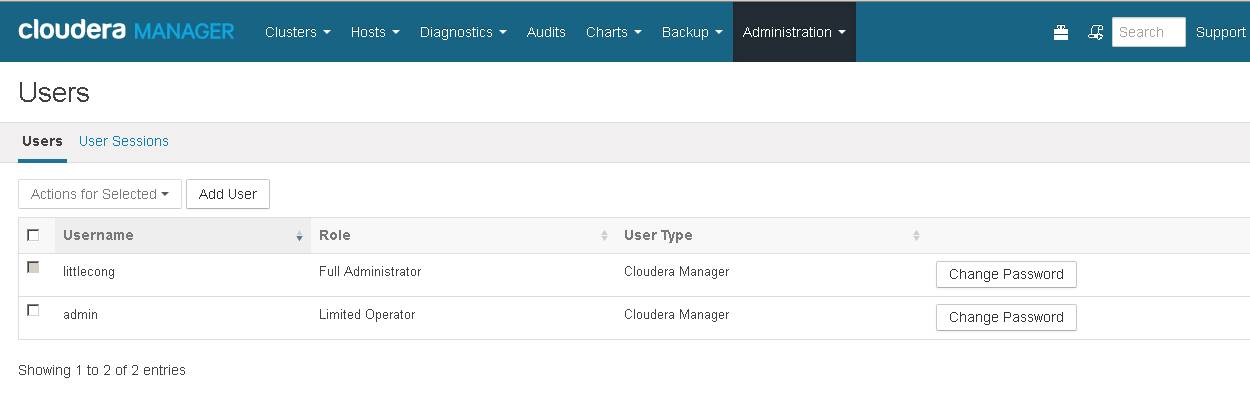 cloudera MANAGER Clusters Hosts Diagnostics Audits Charts Backup Administration Search Support
Users
Users User Sessions
Actions for Selected Add User
Username Role User Type
littlecong Full Administrator Cloudera Manager Change Password
admin Limited Operator Cloudera Manager Change Password
Showing 1 to 2 of 2 entries